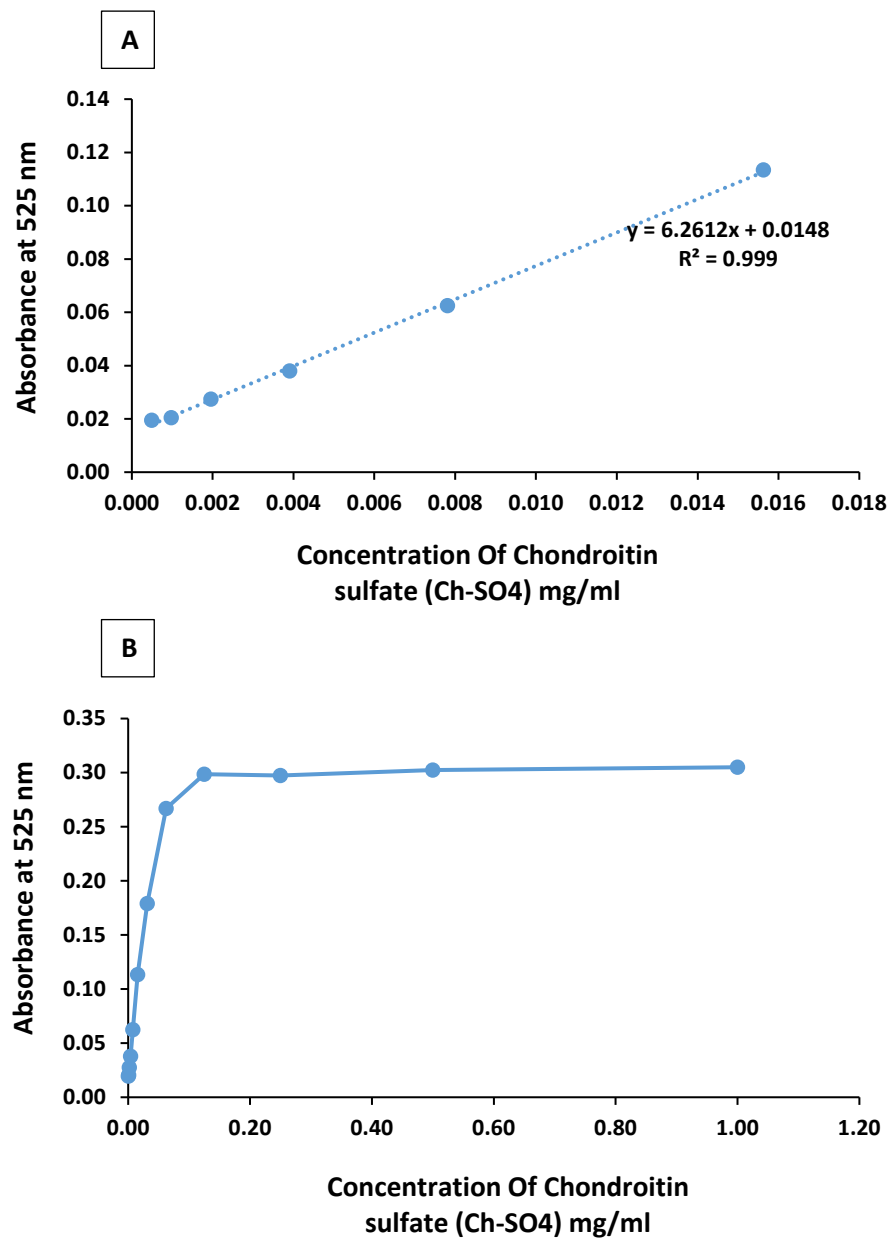 A
0.14
0.12
0.10
0.08
0.06
0.04
0.02
0.00
Absorbance at 525 nm
y = 6.2612x + 0.0148
R² = 0.999
0.000 0.002 0.004 0.006 0.008 0.010 0.012 0.014 0.016 0.018
Concentration Of Chondroitin
sulfate (Ch-SO4) mg/ml
B
0.35
0.30
0.25
0.20
0.15
0.10
0.05
0.00
Absorbance at 525 nm
0.00 0.20 0.40 0.60 0.80 1.00 1.20
Concentration Of Chondroitin
sulfate (Ch-SO4) mg/ml